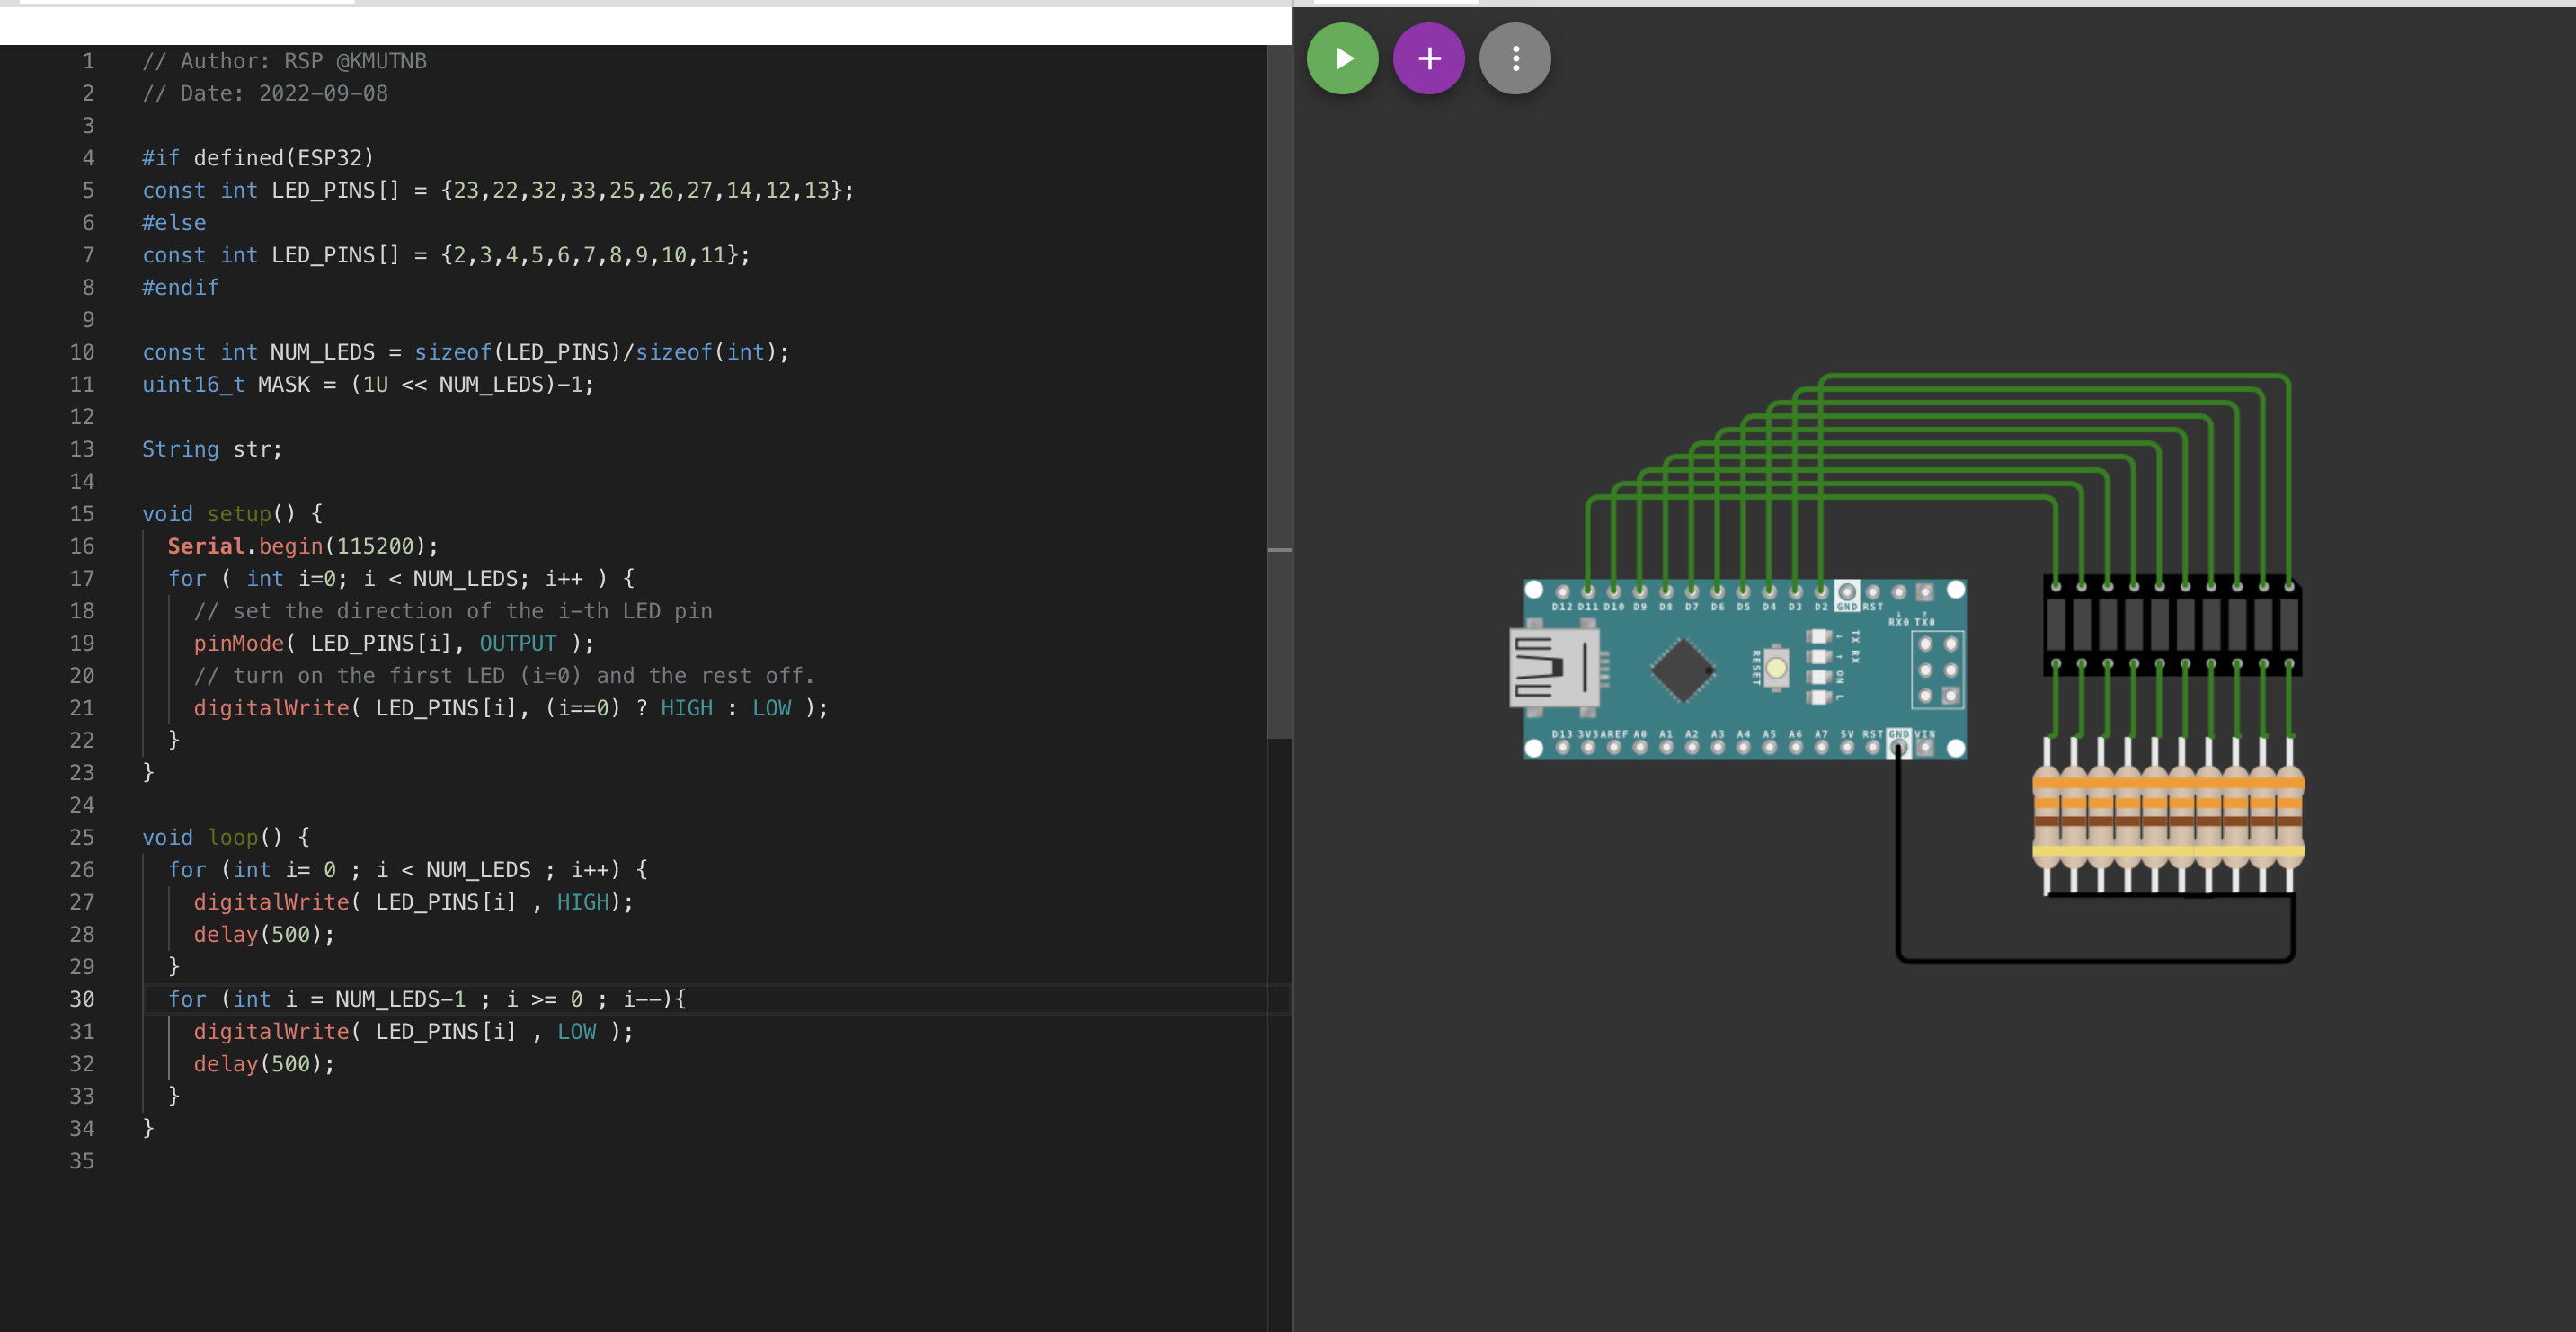 1 // Author: RSP @KMUTNB
2 // Date: 2022-09-08
3
4 #if defined(ESP32)
5 const int LED_PINS[] = {23,22,32,33,25,26,27,14,12,13};
6 #else
7 const int LED_PINS[] = {2,3,4,5,6,7,8,9,10,11};
8 #endif
9
10 const int NUM_LEDS = sizeof(LED_PINS)/sizeof(int);
11 uint16_t MASK = (1U << NUM_LEDS)-1;
12
13 String str;
14
15 void setup() {
16 Serial.begin(115200);
17 for ( int i=0; i < NUM_LEDS; i++ ) {
18 // set the direction of the i-th LED pin
19 pinMode( LED_PINS[i], OUTPUT );
20 // turn on the first LED (i=0) and the rest off.
21 digitalWrite( LED_PINS[i], (i==0) ? HIGH : LOW );
22 }
23 }
24
25 void loop() {
26 for (int i= 0 ; i < NUM_LEDS ; i++) {
27 digitalWrite( LED_PINS[i] , HIGH);
28 delay(500);
29 }
30 for (int i = NUM_LEDS-1 ; i >= 0 ; i--){
31 digitalWrite( LED_PINS[i] , LOW );
32 delay(500);
33 }
34 }
35
D12 D11 D10 D9 D8 D7 D6 D5 D4 D3 D2 GND RST
RX0 TX0
RESET
TX RX
ON L
D13 3V3 AREF A0 A1 A2 A3 A4 A5 A6 A7 5V RST GND VIN